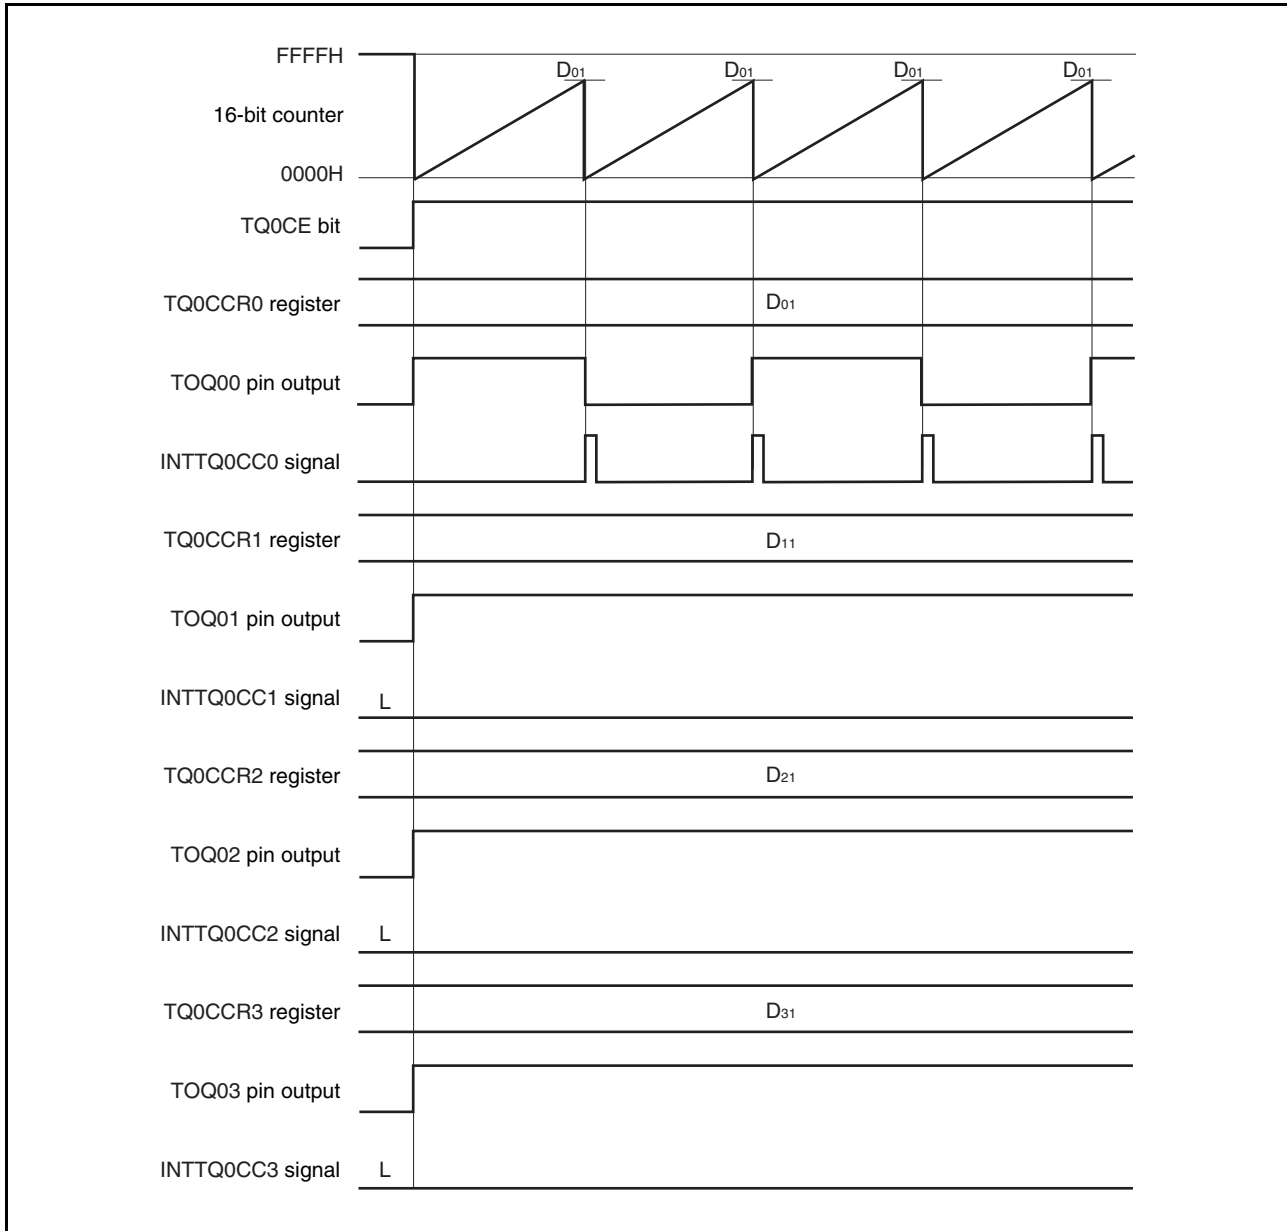 FFFFH
D01 D01 D01 D01
16-bit counter
0000H
TQ0CE bit
TQ0CCR0 register D01
TOQ00 pin output
INTTQ0CC0 signal
TQ0CCR1 register D11
TOQ01 pin output
INTTQ0CC1 signal L
TQ0CCR2 register D21
TOQ02 pin output
INTTQ0CC2 signal L
TQ0CCR3 register D31
TOQ03 pin output
INTTQ0CC3 signal L